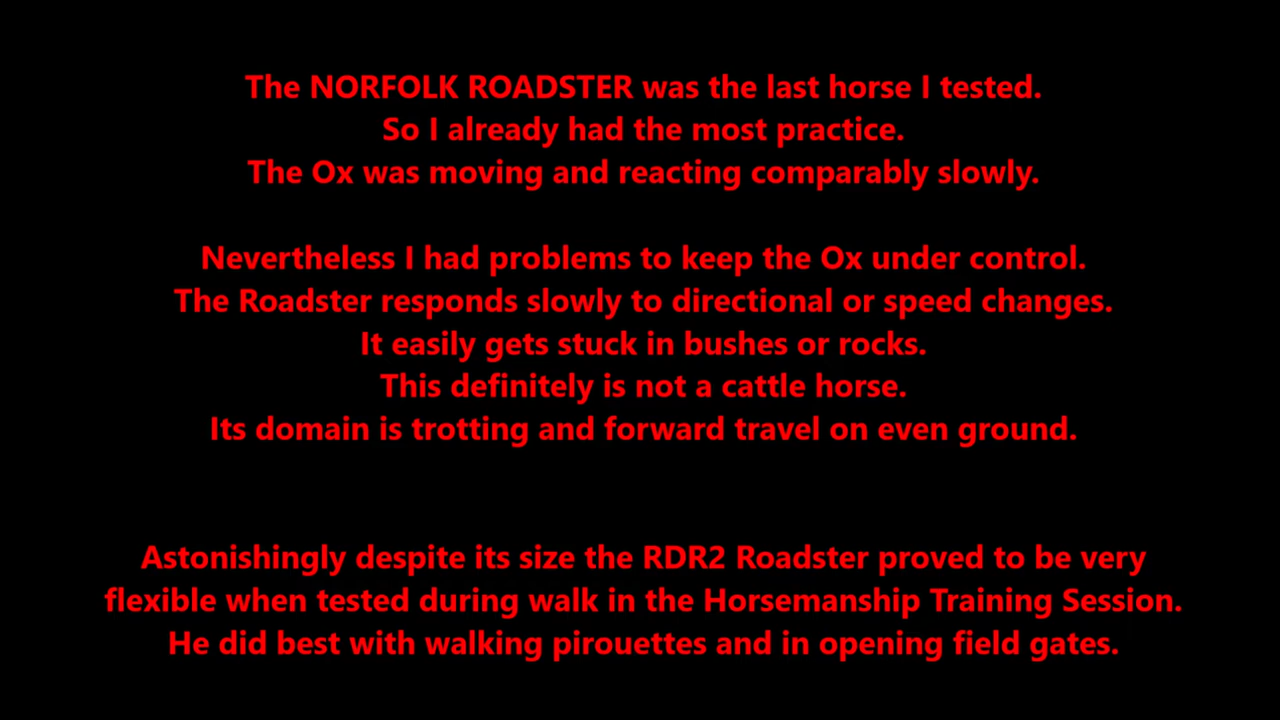 The NORFOLK ROADSTER was the last horse I tested.
So I already had the most practice.
The Ox was moving and reacting comparably slowly.
Nevertheless I had problems to keep the Ox under control.
The Roadster responds slowly to directional or speed changes.
It easily gets stuck in bushes or rocks.
This definitely is not a cattle horse.
Its domain is trotting and forward travel on even ground.
Astonishingly despite its size the RDR2 Roadster proved to be very
flexible when tested during walk in the Horsemanship Training Session.
He did best with walking pirouettes and in opening field gates.